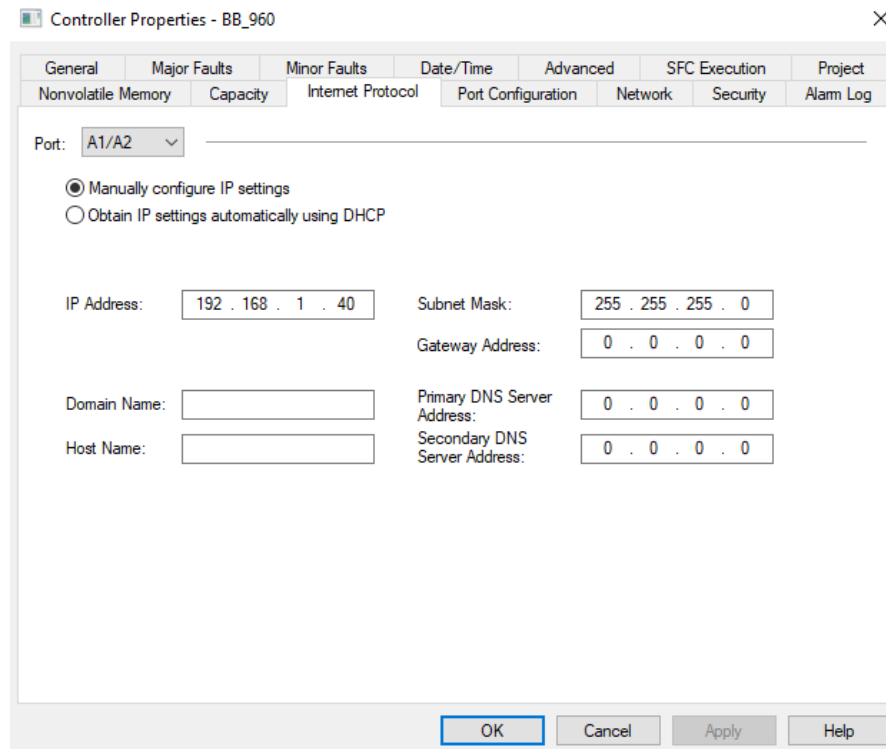 Controller Properties - BB_960
General Major Faults Minor Faults Date/Time Advanced SFC Execution Project
Nonvolatile Memory Capacity Internet Protocol Port Configuration Network Security Alarm Log
Port: A1/A2
Manually configure IP settings
Obtain IP settings automatically using DHCP
IP Address: 192 . 168 . 1 . 40 Subnet Mask: 255 . 255 . 255 . 0
Gateway Address: 0 . 0 . 0 . 0
Domain Name: Primary DNS Server
Address: 0 . 0 . 0 . 0
Host Name: Secondary DNS
Server Address: 0 . 0 . 0 . 0
OK Cancel Apply Help